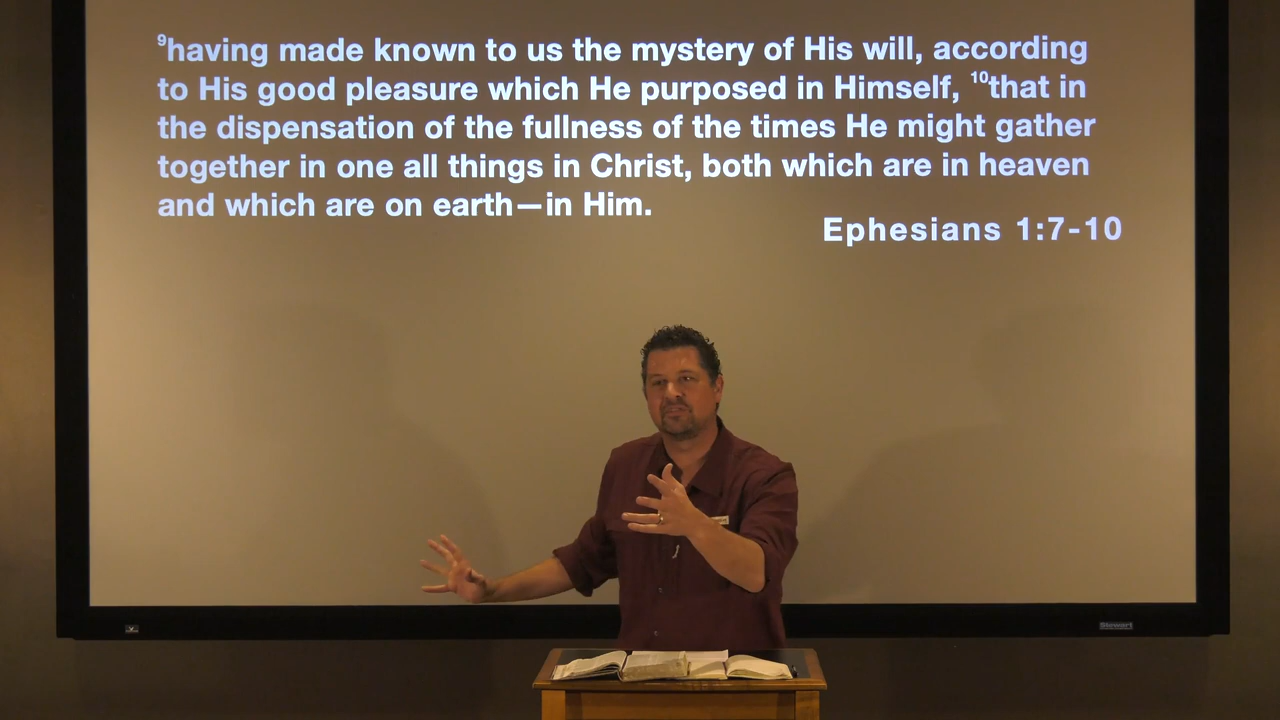 ⁹having made known to us the mystery of His will, according
to His good pleasure which He purposed in Himself, ¹⁰that in
the dispensation of the fullness of the times He might gather
together in one all things in Christ, both which are in heaven
and which are on earth—in Him.
Ephesians 1:7-10
Stewart